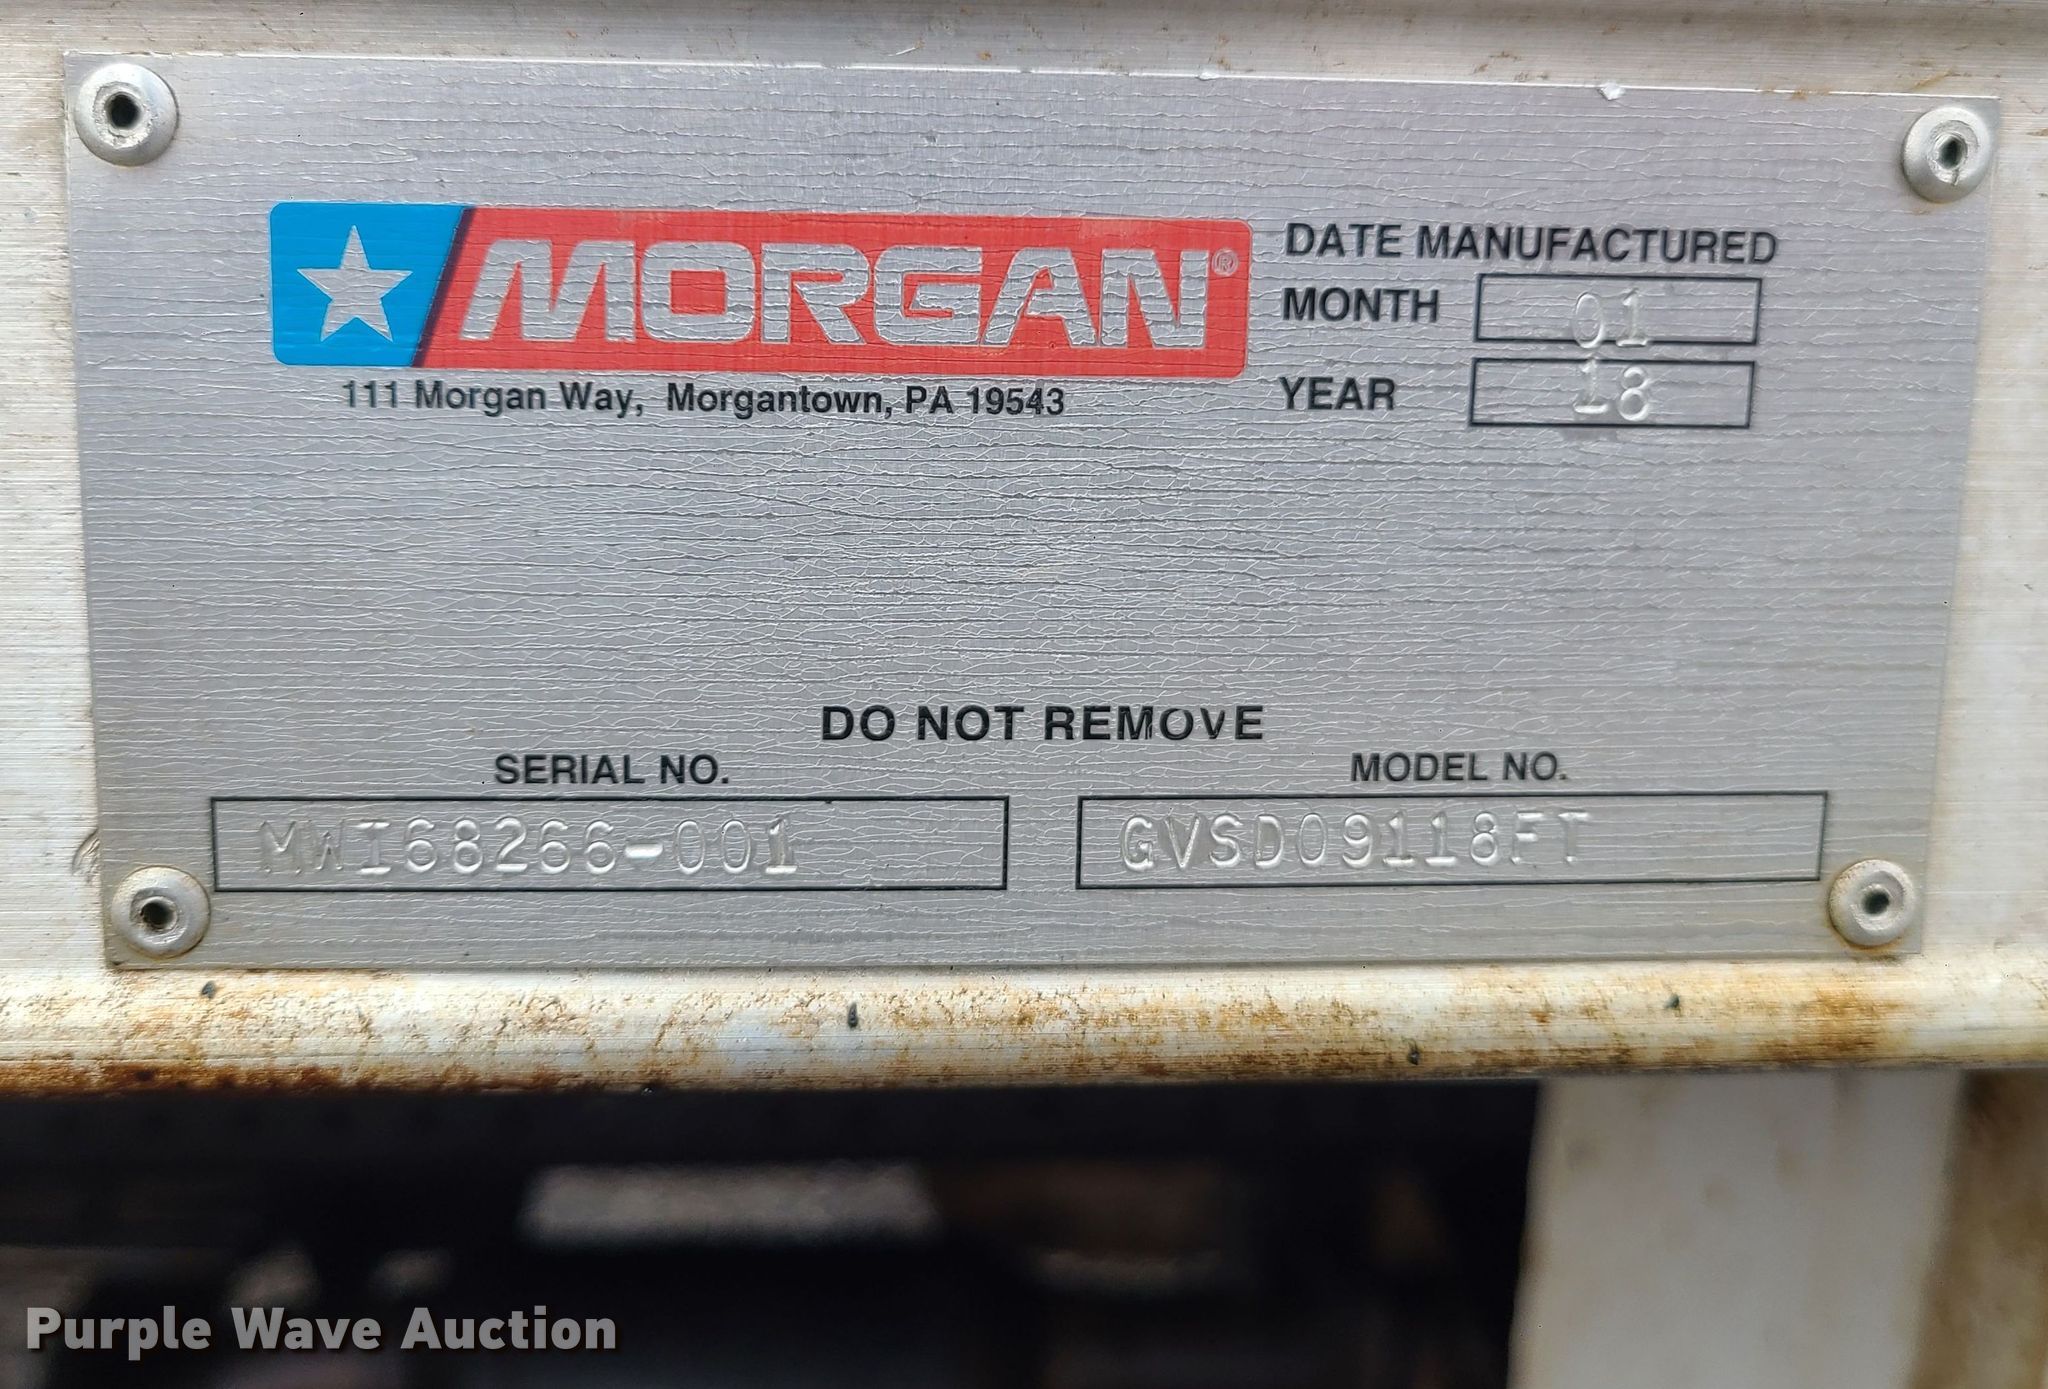 MORGAN®
111 Morgan Way, Morgantown, PA 19543
DATE MANUFACTURED
MONTH 01
YEAR 18
DO NOT REMOVE
SERIAL NO.
MWI68266-001
MODEL NO.
GVSD09118FT
Purple Wave Auction